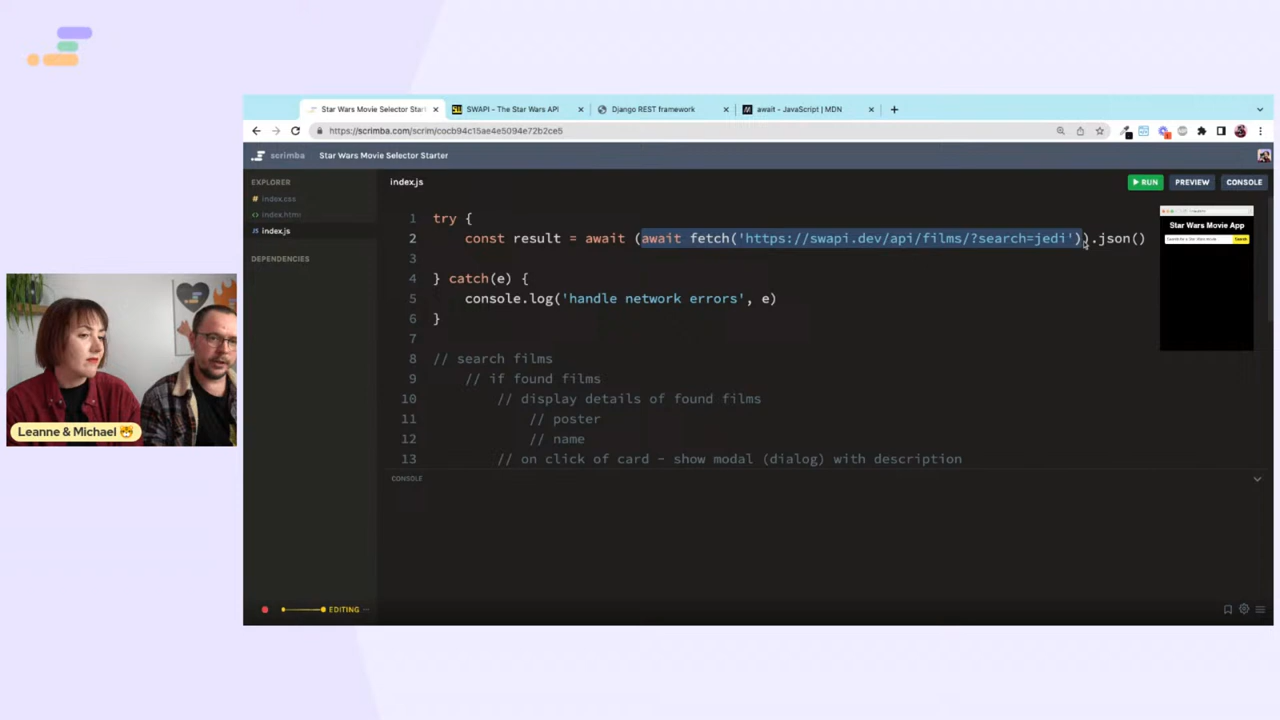 Star Wars Movie Selector Star
SWAPI - The Star Wars API
Django REST framework
await - JavaScript | MDN
https://scrimba.com/scrim/cocb94c15ae4e5094e72b2ce5
scrimba
Star Wars Movie Selector Starter
EXPLORER
index.css
index.html
index.js
DEPENDENCIES
index.js
RUN
PREVIEW
CONSOLE
1 try {
2 const result = await (await fetch('https://swapi.dev/api/films/?search=jedi')).json()
3
4 } catch(e) {
5 console.log('handle network errors', e)
6 }
7
8 // search films
9 // if found films
10 // display details of found films
11 // poster
12 // name
13 // on click of card - show modal (dialog) with description
Star Wars Movie App
Search
CONSOLE
EDITING
Leanne & Michael